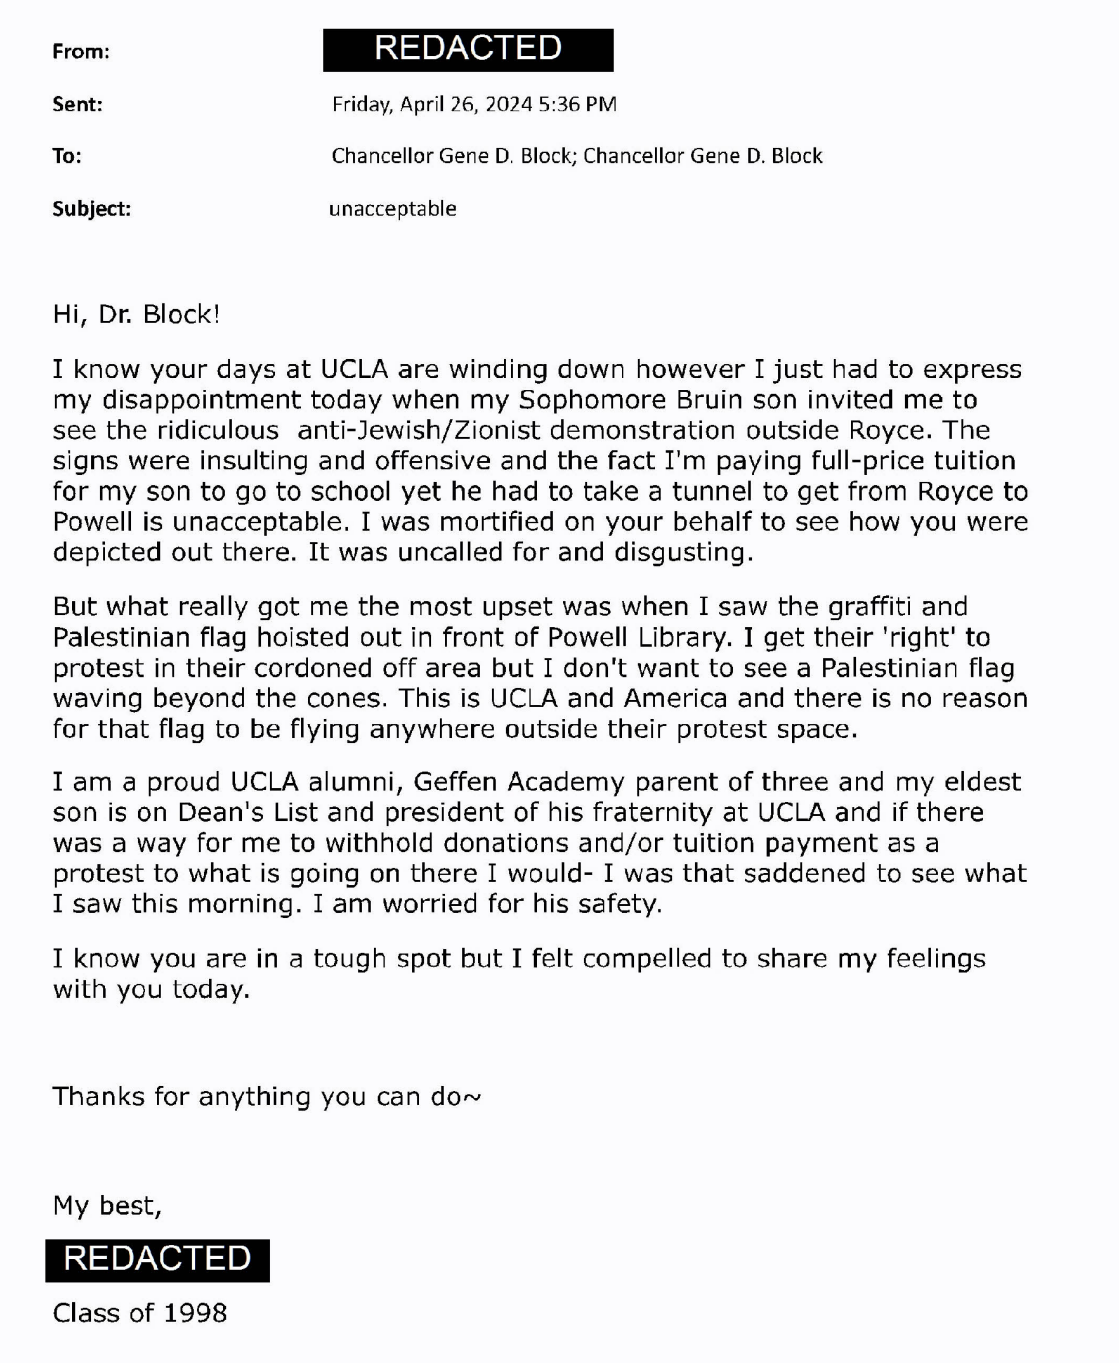 From: REDACTED
Sent: Friday, April 26, 2024 5:36 PM
To: Chancellor Gene D. Block; Chancellor Gene D. Block
Subject: unacceptable
Hi, Dr. Block!
I know your days at UCLA are winding down however I just had to express
my disappointment today when my Sophomore Bruin son invited me to
see the ridiculous  anti-Jewish/Zionist demonstration outside Royce. The
signs were insulting and offensive and the fact I'm paying full-price tuition
for my son to go to school yet he had to take a tunnel to get from Royce to
Powell is unacceptable. I was mortified on your behalf to see how you were
depicted out there. It was uncalled for and disgusting.
But what really got me the most upset was when I saw the graffiti and
Palestinian flag hoisted out in front of Powell Library. I get their 'right' to
protest in their cordoned off area but I don't want to see a Palestinian flag
waving beyond the cones. This is UCLA and America and there is no reason
for that flag to be flying anywhere outside their protest space.
I am a proud UCLA alumni, Geffen Academy parent of three and my eldest
son is on Dean's List and president of his fraternity at UCLA and if there
was a way for me to withhold donations and/or tuition payment as a
protest to what is going on there I would- I was that saddened to see what
I saw this morning. I am worried for his safety.
I know you are in a tough spot but I felt compelled to share my feelings
with you today.
Thanks for anything you can do~
My best,
REDACTED
Class of 1998